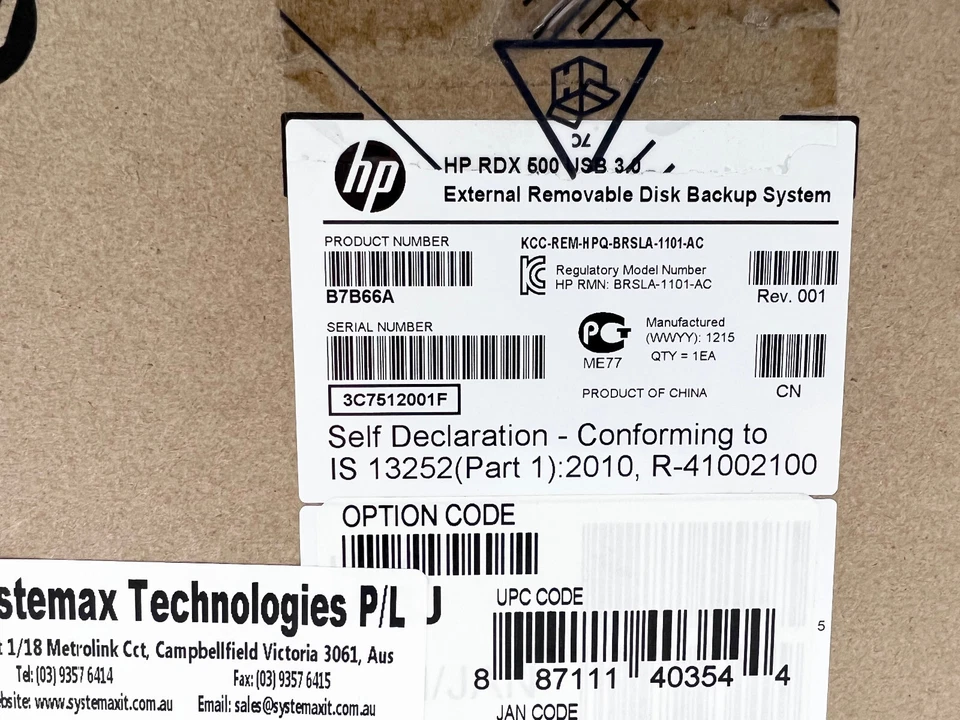 hp
HP RDX 500 USB 3.0
External Removable Disk Backup System
PRODUCT NUMBER
B7B66A
KCC-REM-HPQ-BRSLA-1101-AC
Regulatory Model Number
HP RMN: BRSLA-1101-AC
Rev. 001
SERIAL NUMBER
3C7512001F
ME77
Manufactured
(WWYY): 1215
QTY = 1EA
PRODUCT OF CHINA
CN
Self Declaration - Conforming to
IS 13252(Part 1):2010, R-41002100
OPTION CODE
UPC CODE
8 87111 40354 4
5
JAN CODE
stemax Technologies P/L
1/18 Metrolink Cct, Campbellfield Victoria 3061, Aus
Tel: (03) 9357 6414 Fax: (03) 9357 6415
bsite: www.systemaxit.com.au Email: sales@systemaxit.com.au